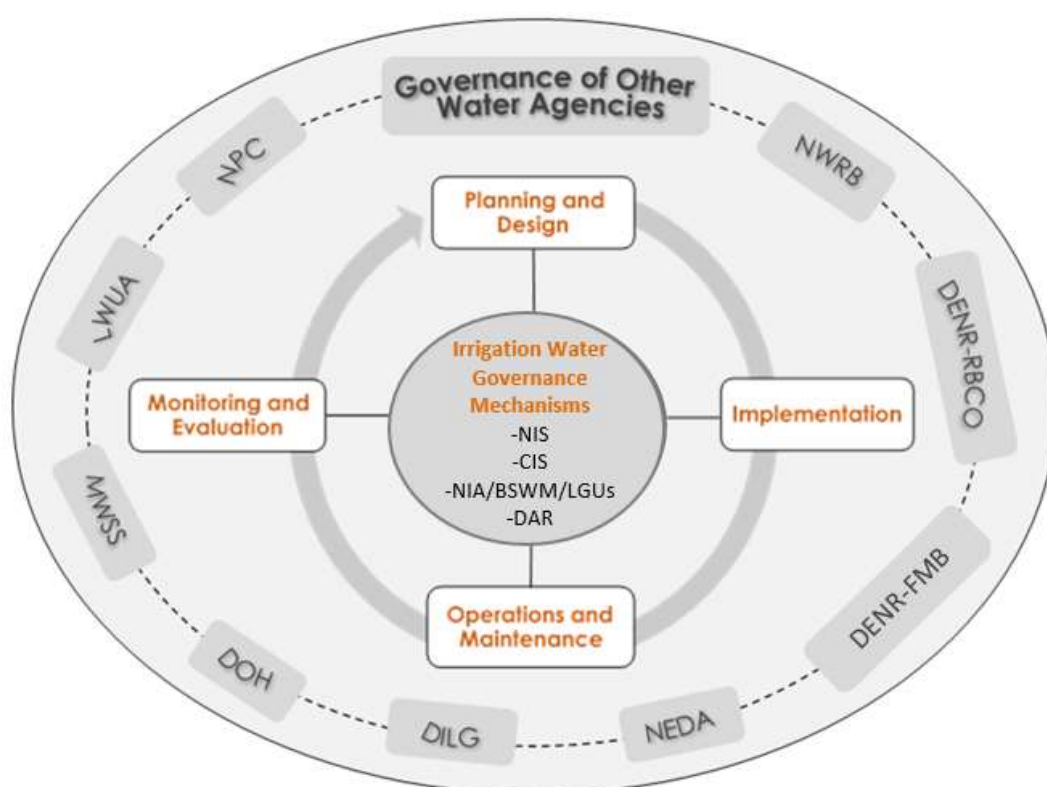 Governance of Other
Water Agencies
NPC
NWRB
Planning and
Design
LWUA
DENR-RBCO
Irrigation Water
Governance
Mechanisms
-NIS
-CIS
-NIA/BSWM/LGUs
-DAR
Monitoring and
Evaluation
Implementation
MWSS
DENR-FMB
Operations and
Maintenance
DOH
DILG
NEDA